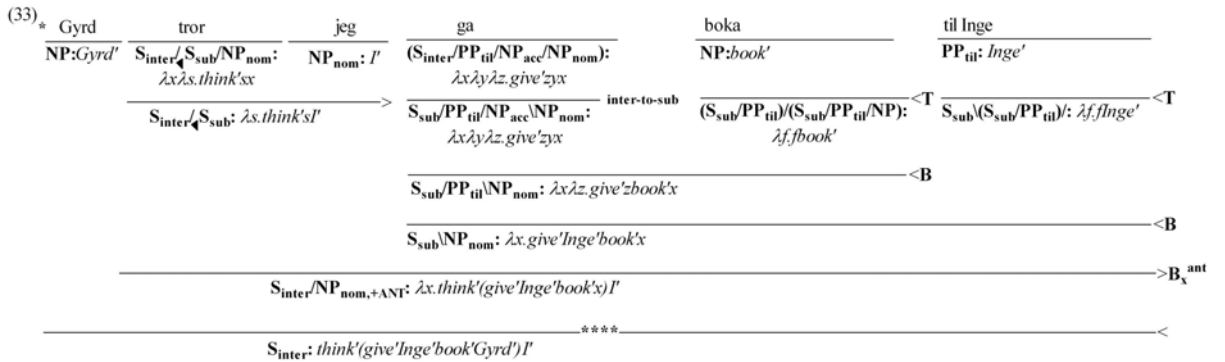 (33) * Gyrd tror jeg ga boka til Inge
NP:Gyrd' S_inter/◂S_sub/NP_nom: NP_nom: I' (S_inter/PP_til/NP_acc/NP_nom): NP:book' PP_til: Inge'
λxλs.think'sx λxλyλz.give'zyx
S_inter/◂S_sub: λs.think'sI' > S_sub/PP_til/NP_acc\NP_nom: inter-to-sub (S_sub/PP_til)/(S_sub/PP_til/NP): <T S_sub\(S_sub/PP_til)/: λf.fInge' <T
λxλyλz.give'zyx λf.fbook'
<B
S_sub/PP_til\NP_nom: λxλz.give'zbook'x
<B
S_sub\NP_nom: λx.give'Inge'book'x
>B_x^ant
S_inter/NP_nom,+ANT: λx.think'(give'Inge'book'x)I'
**** <
S_inter: think'(give'Inge'book'Gyrd')I'